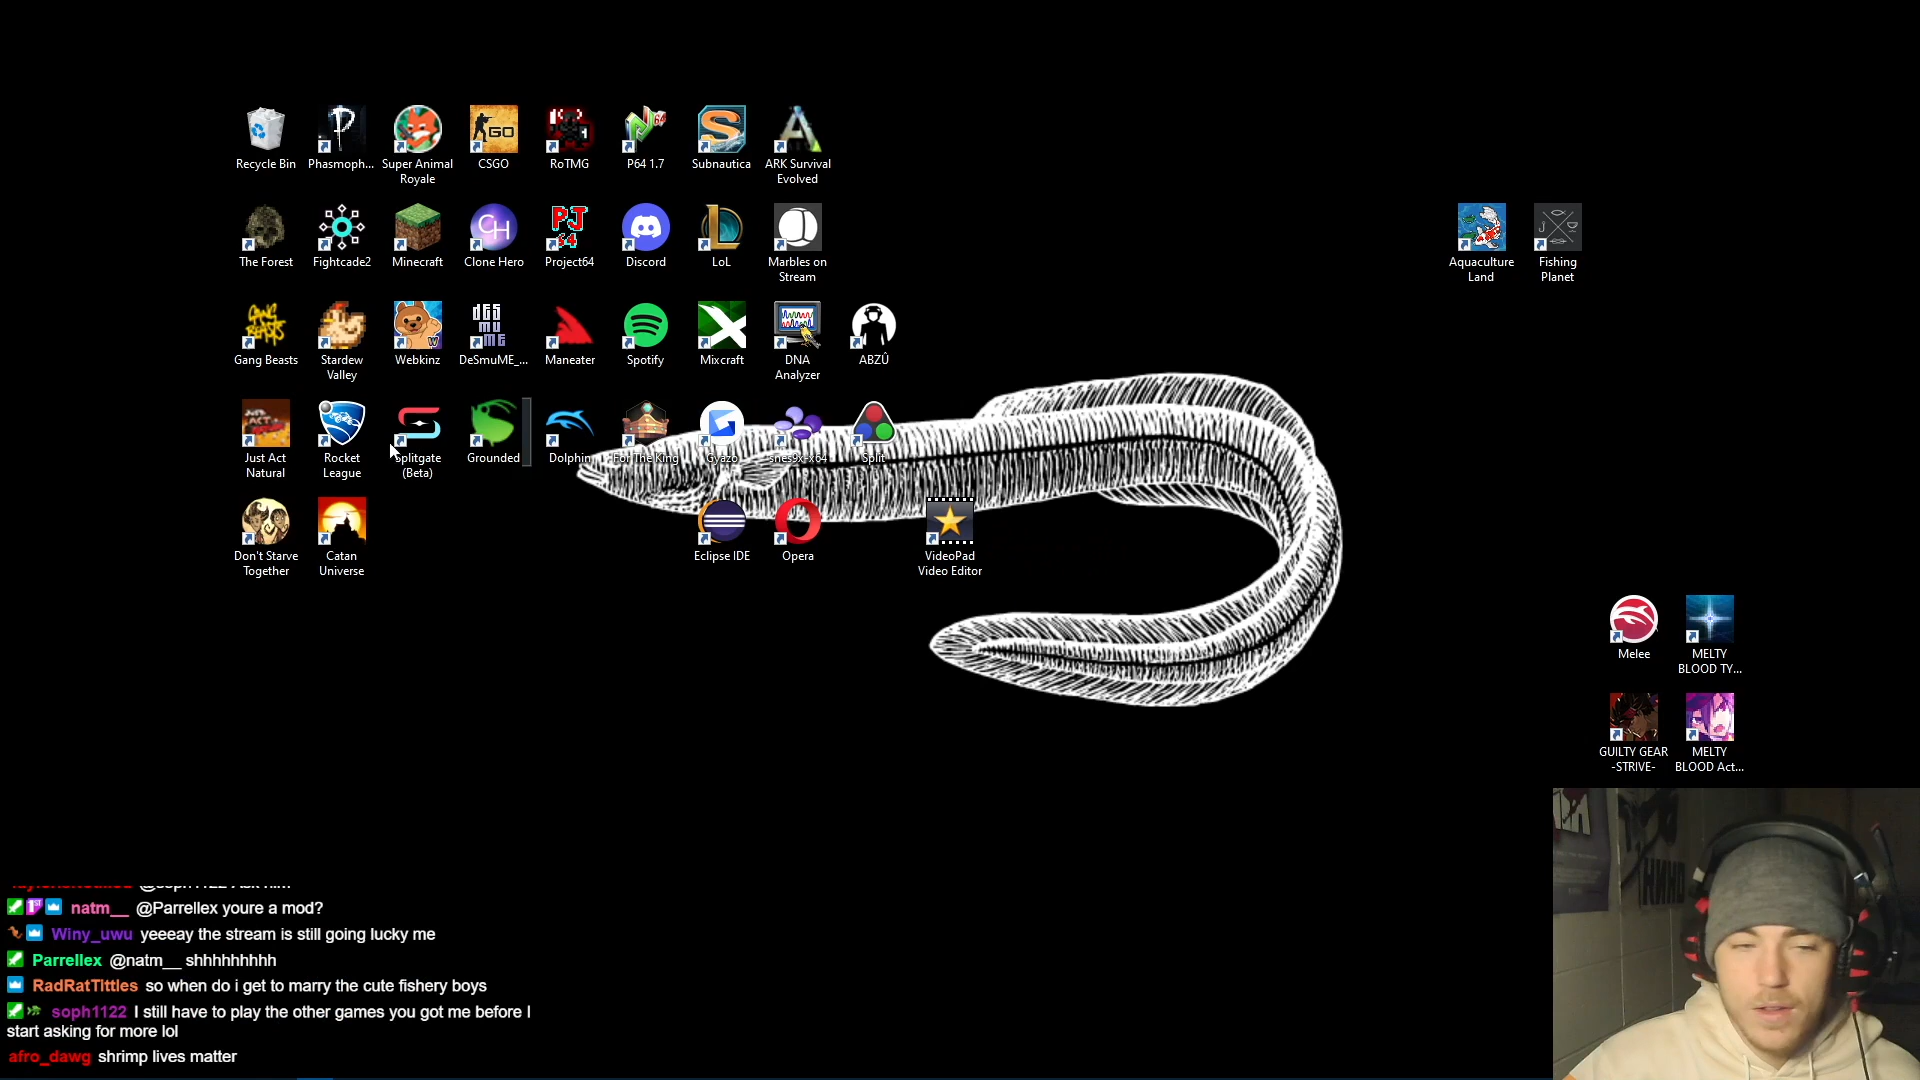 Recycle Bin
Phasmoph...
Super Animal
Royale
CSGO
RoTMG
P64 1.7
Subnautica
ARK Survival
Evolved
The Forest
Fightcade2
Minecraft
Clone Hero
Project64
Discord
LoL
Marbles on
Stream
Aquaculture
Land
Fishing
Planet
Gang Beasts
Stardew
Valley
Webkinz
DeSmuME_...
Maneater
Spotify
Mixcraft
DNA
Analyzer
ABZÛ
Just Act
Natural
Rocket
League
Splitgate
(Beta)
Grounded
Dolphin
For The King
Gyazo
snes9x-x64
Split
Don't Starve
Together
Catan
Universe
Eclipse IDE
Opera
VideoPad
Video Editor
Melee
MELTY
BLOOD TY...
GUILTY GEAR
-STRIVE-
MELTY
BLOOD Act...
natm__ @Parrellex youre a mod?
Winy_uwu yeeeay the stream is still going lucky me
Parrellex @natm__ shhhhhhhhh
RadRatTittles so when do i get to marry the cute fishery boys
soph1122 I still have to play the other games you got me before I
start asking for more lol
afro_dawg shrimp lives matter